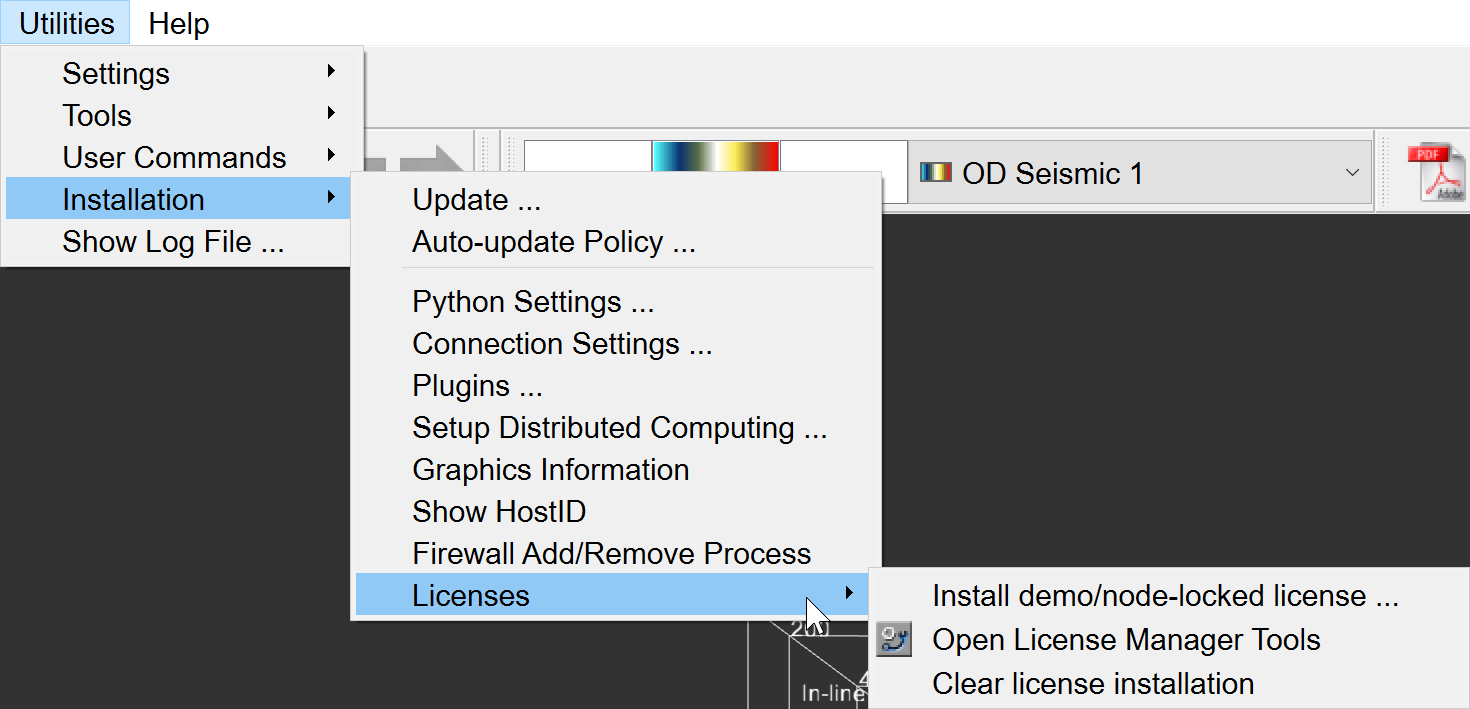 Utilities Help
Settings
Tools
User Commands
Installation
Show Log File ...
OD Seismic 1
PDF
Adobe
Update ...
Auto-update Policy ...
Python Settings ...
Connection Settings ...
Plugins ...
Setup Distributed Computing ...
Graphics Information
Show HostID
Firewall Add/Remove Process
Licenses
Install demo/node-locked license ...
Open License Manager Tools
Clear license installation
In-line